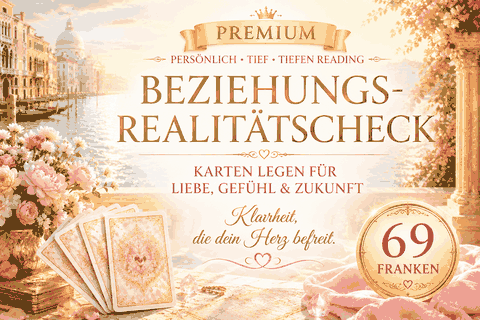 PREMIUM
PERSÖNLICH • TIEF • TIEFEN READING
BEZIEHUNGS-
REALITÄTSCHECK
KARTEN LEGEN FÜR
LIEBE, GEFÜHL & ZUKUNFT
Klarheit,
die dein Herz befreit.
69
FRANKEN